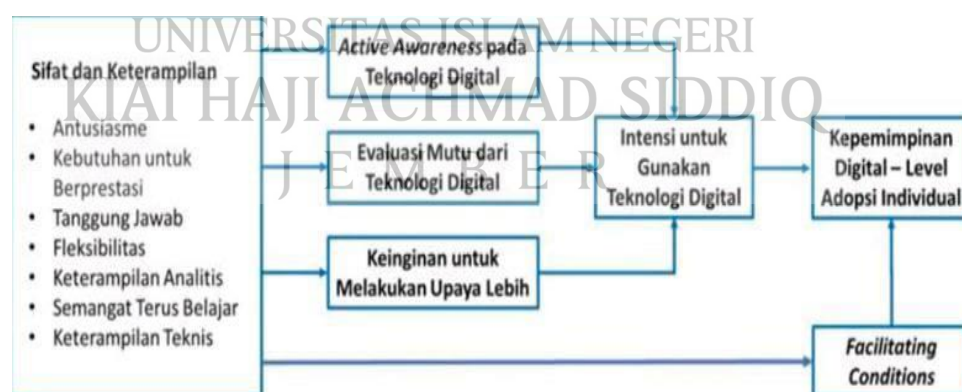 UNIVERSITAS ISLAM NEGERI
KIAI HAJI ACHMAD SIDDIQ
JEMBER
Sifat dan Keterampilan
• Antusiasme
• Kebutuhan untuk
Berprestasi
• Tanggung Jawab
• Fleksibilitas
• Keterampilan Analitis
• Semangat Terus Belajar
• Keterampilan Teknis
Active Awareness pada
Teknologi Digital
Evaluasi Mutu dari
Teknologi Digital
Keinginan untuk
Melakukan Upaya Lebih
Intensi untuk
Gunakan
Teknologi Digital
Kepemimpinan
Digital – Level
Adopsi Individual
Facilitating
Conditions